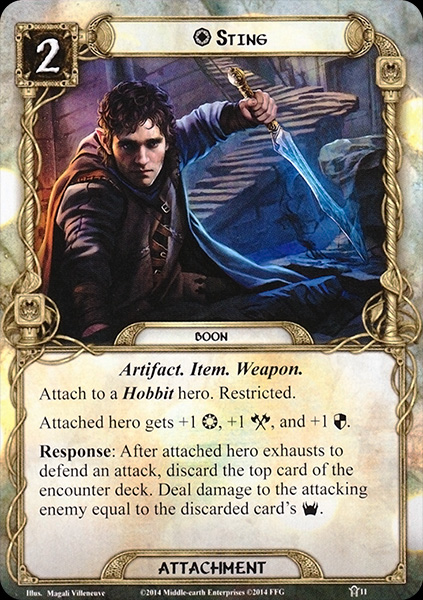 2
STING
BOON
Artifact. Item. Weapon.
Attach to a Hobbit hero. Restricted.
Attached hero gets +1 , +1 , and +1 .
Response: After attached hero exhausts to
defend an attack, discard the top card of the
encounter deck. Deal damage to the attacking
enemy equal to the discarded card's .
ATTACHMENT
Illus. Magali Villeneuve ©2014 Middle-earth Enterprises ©2014 FFG 11